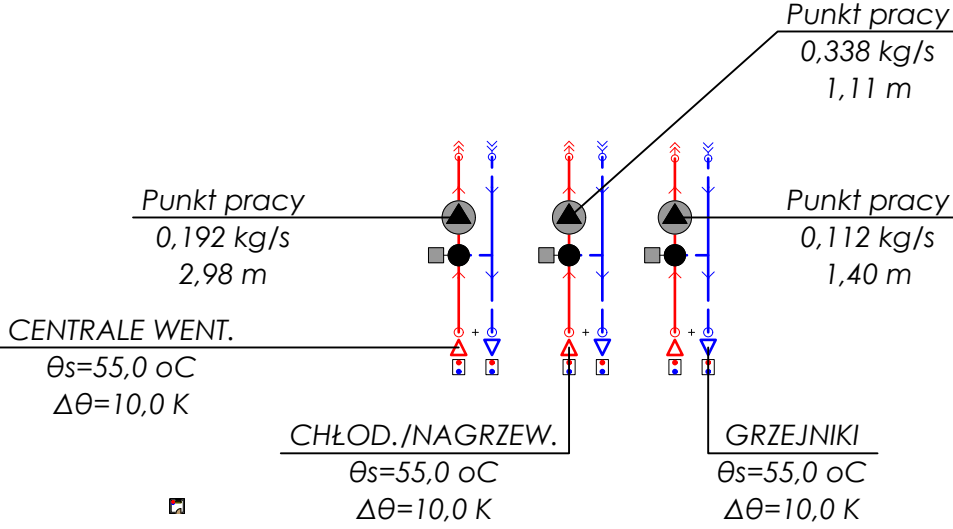 Punkt pracy
0,338 kg/s
1,11 m
Punkt pracy
0,192 kg/s
2,98 m
Punkt pracy
0,112 kg/s
1,40 m
+
+
+
CENTRALE WENT.
θs=55,0 oC
Δθ=10,0 K
CHŁOD./NAGRZEW.
θs=55,0 oC
Δθ=10,0 K
GRZEJNIKI
θs=55,0 oC
Δθ=10,0 K